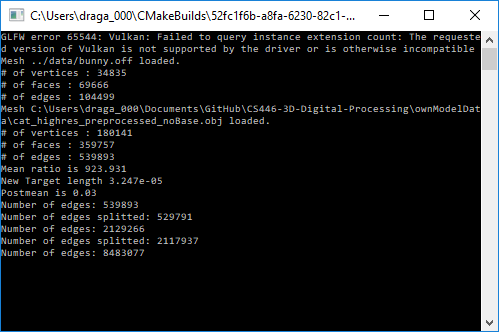 C:\Users\draga_000\CMakeBuilds\52fc1f6b-a8fa-6230-82c1-...
GLFW error 65544: Vulkan: Failed to query instance extension count: The requeste
d version of Vulkan is not supported by the driver or is otherwise incompatible
Mesh ../data/bunny.off loaded.
# of vertices : 34835
# of faces : 69666
# of edges : 104499
Mesh C:\Users\draga_000\Documents\GitHub\CS446-3D-Digital-Processing\ownModelDat
a\cat_highres_preprocessed_noBase.obj loaded.
# of vertices : 180141
# of faces : 359757
# of edges : 539893
Mean ratio is 923.931
New Target length 3.247e-05
Postmean is 0.03
Number of edges: 539893
Number of edges splitted: 529791
Number of edges: 2129266
Number of edges splitted: 2117937
Number of edges: 8483077